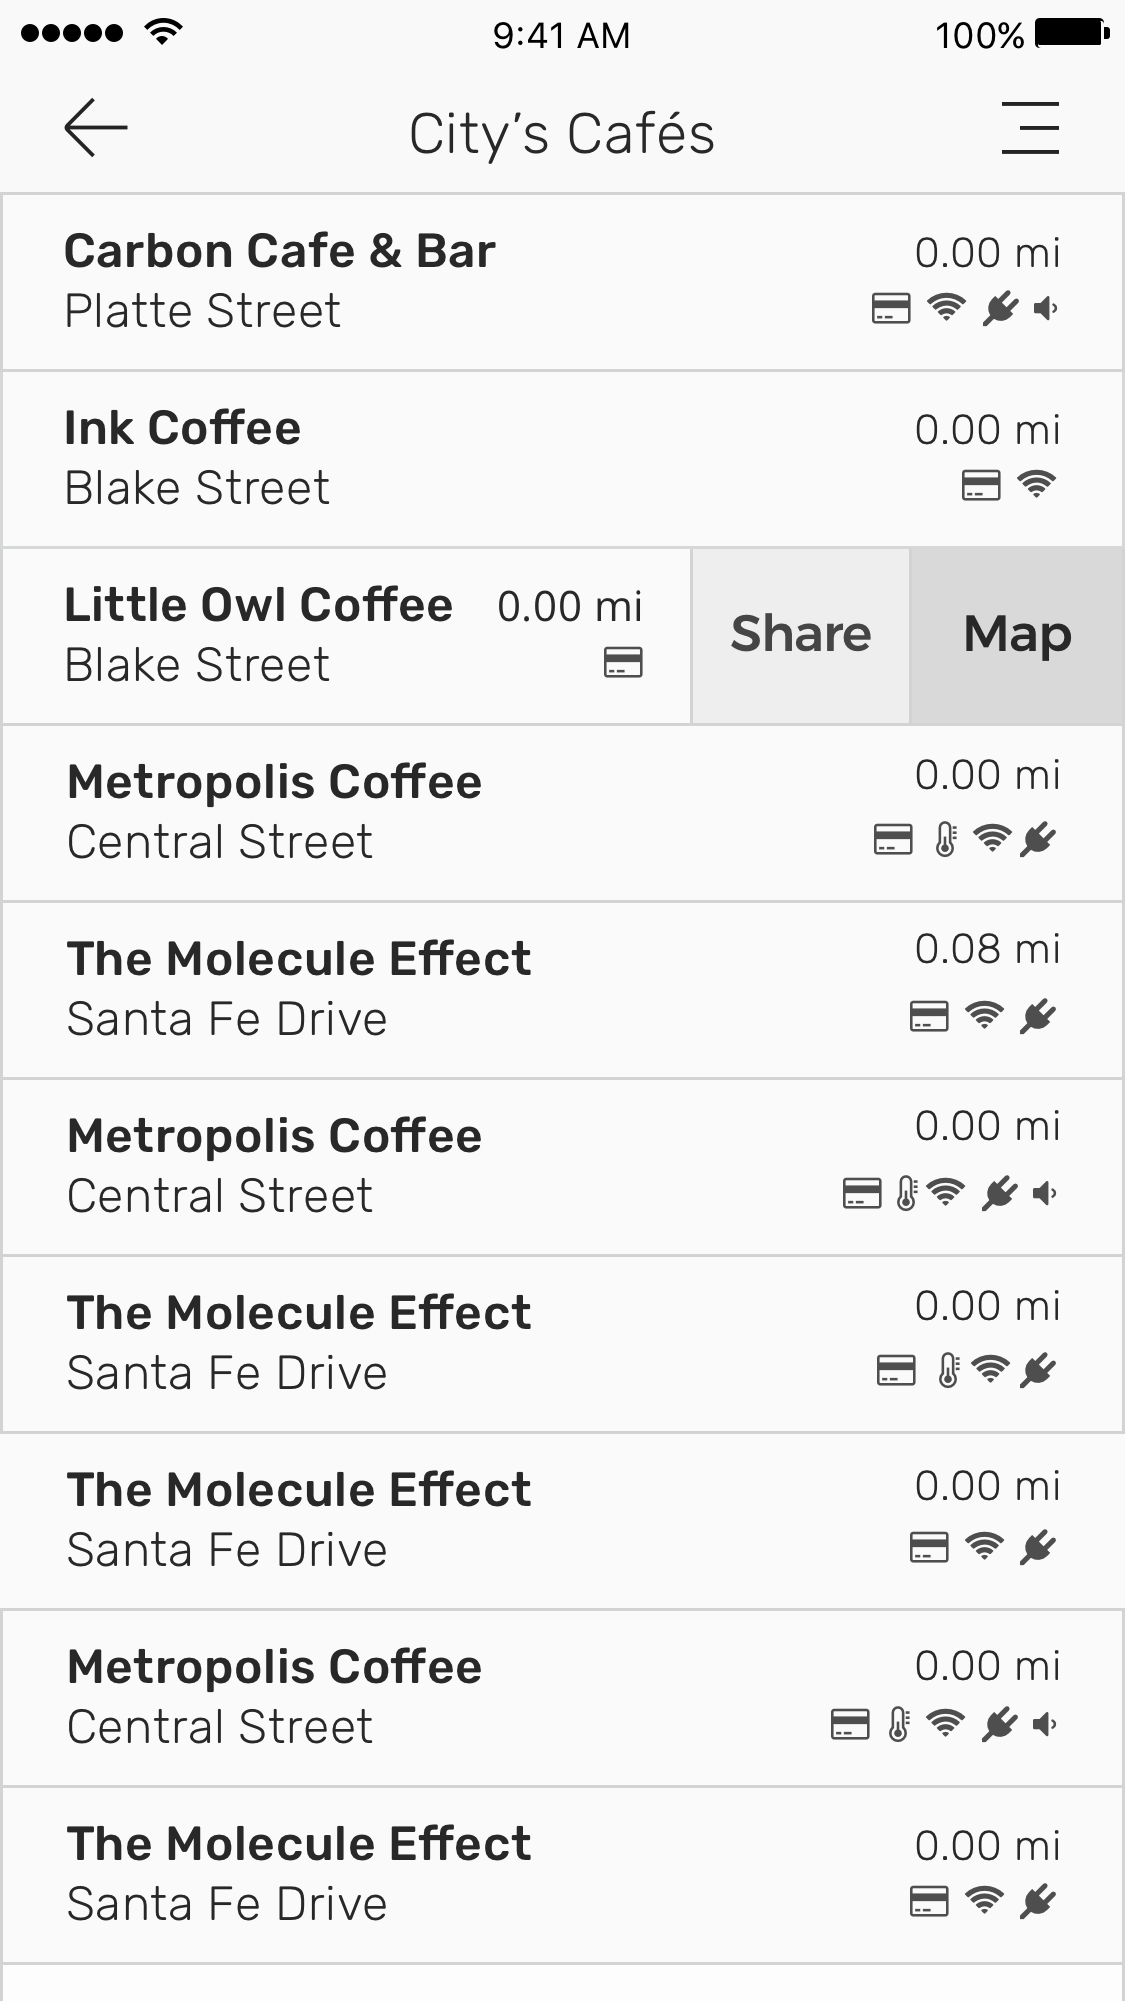 9:41 AM 100%
City’s Cafés
Carbon Cafe & Bar 0.00 mi
Platte Street
Ink Coffee 0.00 mi
Blake Street
Little Owl Coffee 0.00 mi Share Map
Blake Street
Metropolis Coffee 0.00 mi
Central Street
The Molecule Effect 0.08 mi
Santa Fe Drive
Metropolis Coffee 0.00 mi
Central Street
The Molecule Effect 0.00 mi
Santa Fe Drive
The Molecule Effect 0.00 mi
Santa Fe Drive
Metropolis Coffee 0.00 mi
Central Street
The Molecule Effect 0.00 mi
Santa Fe Drive